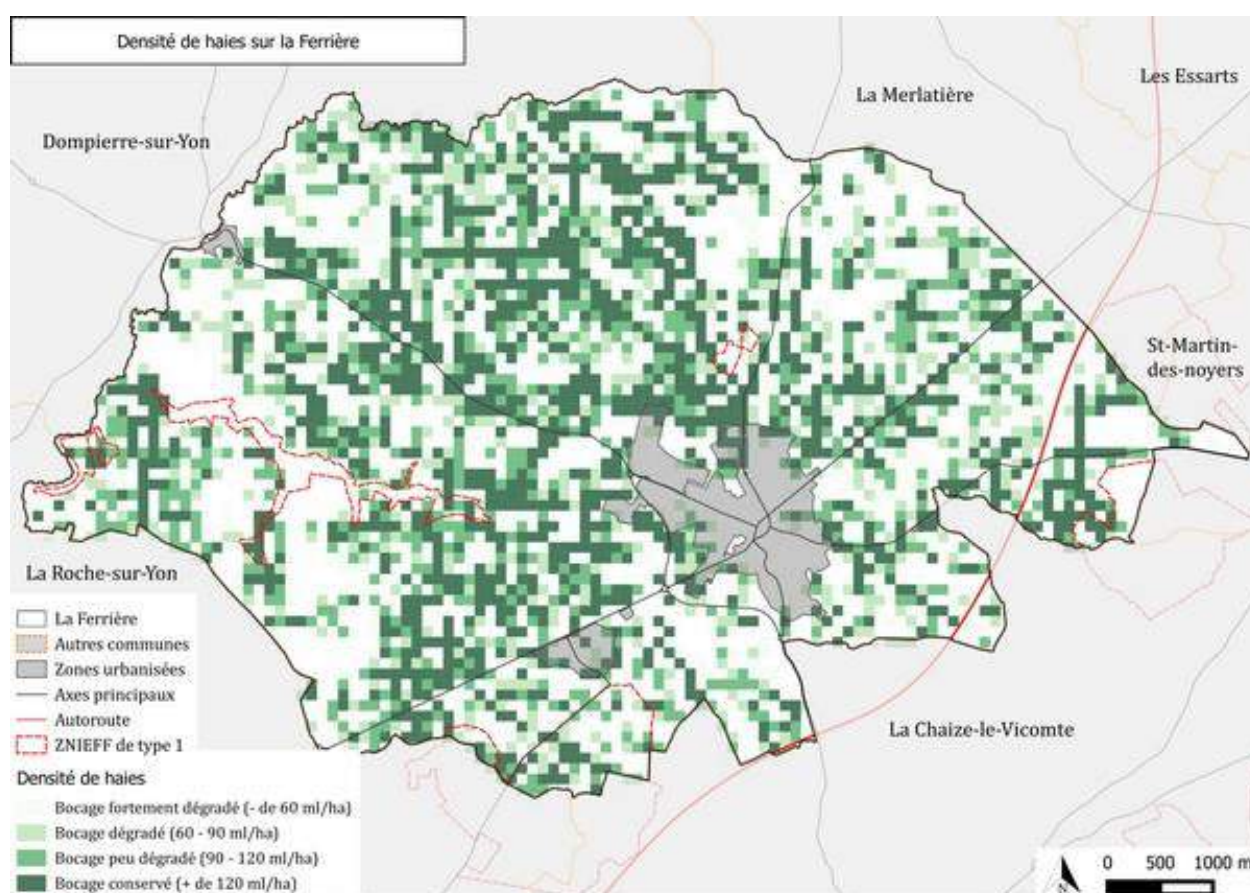 Densité de haies sur la Ferrière
Les Essarts
La Merlatière
Dompierre-sur-Yon
St-Martin-
des-noyers
La Roche-sur-Yon
La Chaize-le-Vicomte
La Ferrière
Autres communes
Zones urbanisées
Axes principaux
Autoroute
ZNIEFF de type 1
Densité de haies
Bocage fortement dégradé (- de 60 ml/ha)
Bocage dégradé (60 - 90 ml/ha)
Bocage peu dégradé (90 - 120 ml/ha)
Bocage conservé (+ de 120 ml/ha)
N
0 500 1000 m